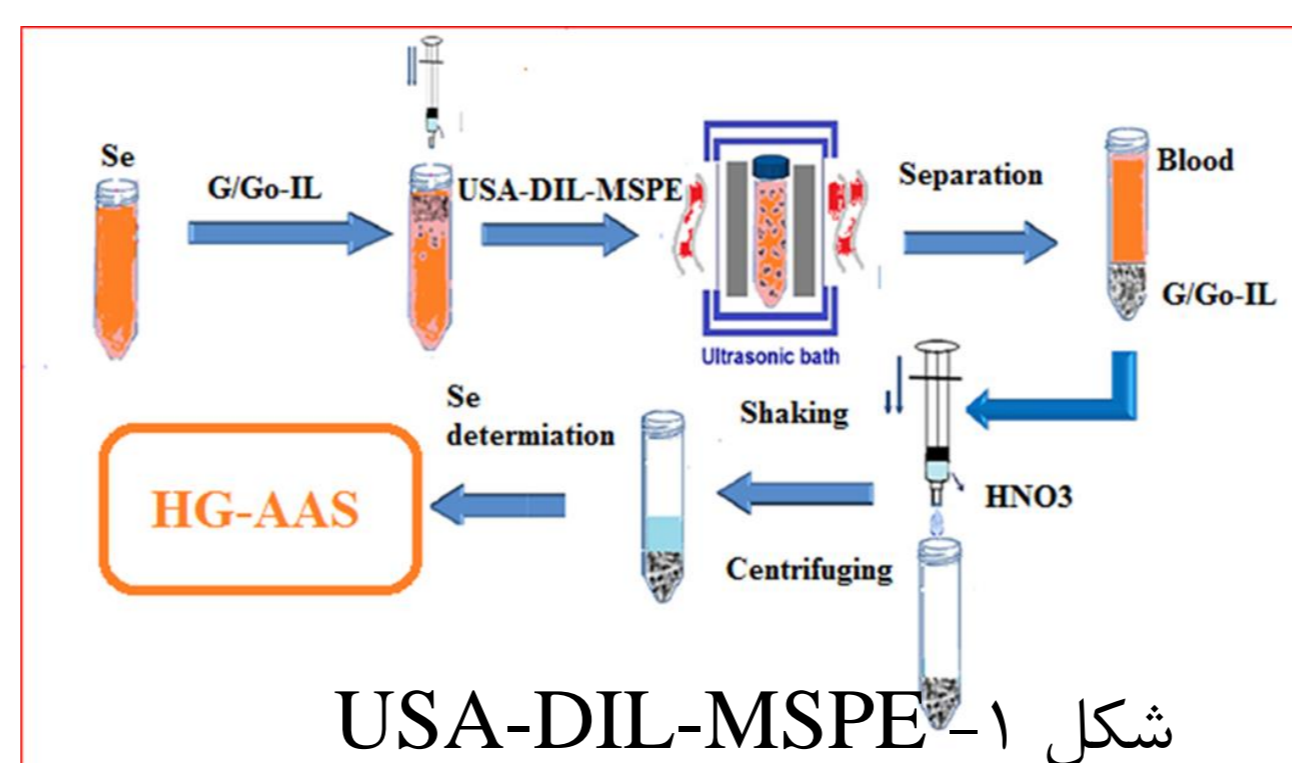 Se
G/Go-IL
USA-DIL-MSPE
Ultrasonic bath
Separation
Blood
G/Go-IL
HNO3
Shaking
Centrifuging
Se
determiation
HG-AAS
شکل ۱- USA-DIL-MSPE